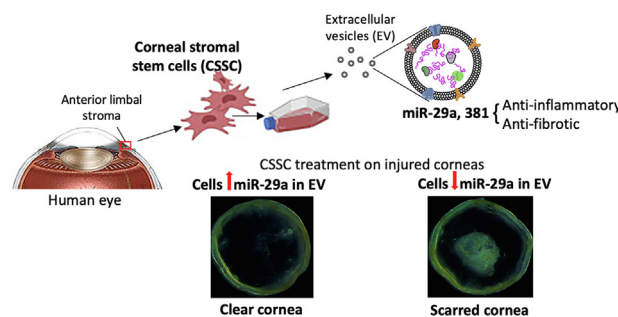 Extracellular
vesicles (EV)
Corneal stromal
stem cells (CSSC)
Anterior limbal
stroma
miR-29a, 381
Anti-inflammatory
Anti-fibrotic
Human eye
CSSC treatment on injured corneas
Cells miR-29a in EV
Cells miR-29a in EV
Clear cornea
Scarred cornea